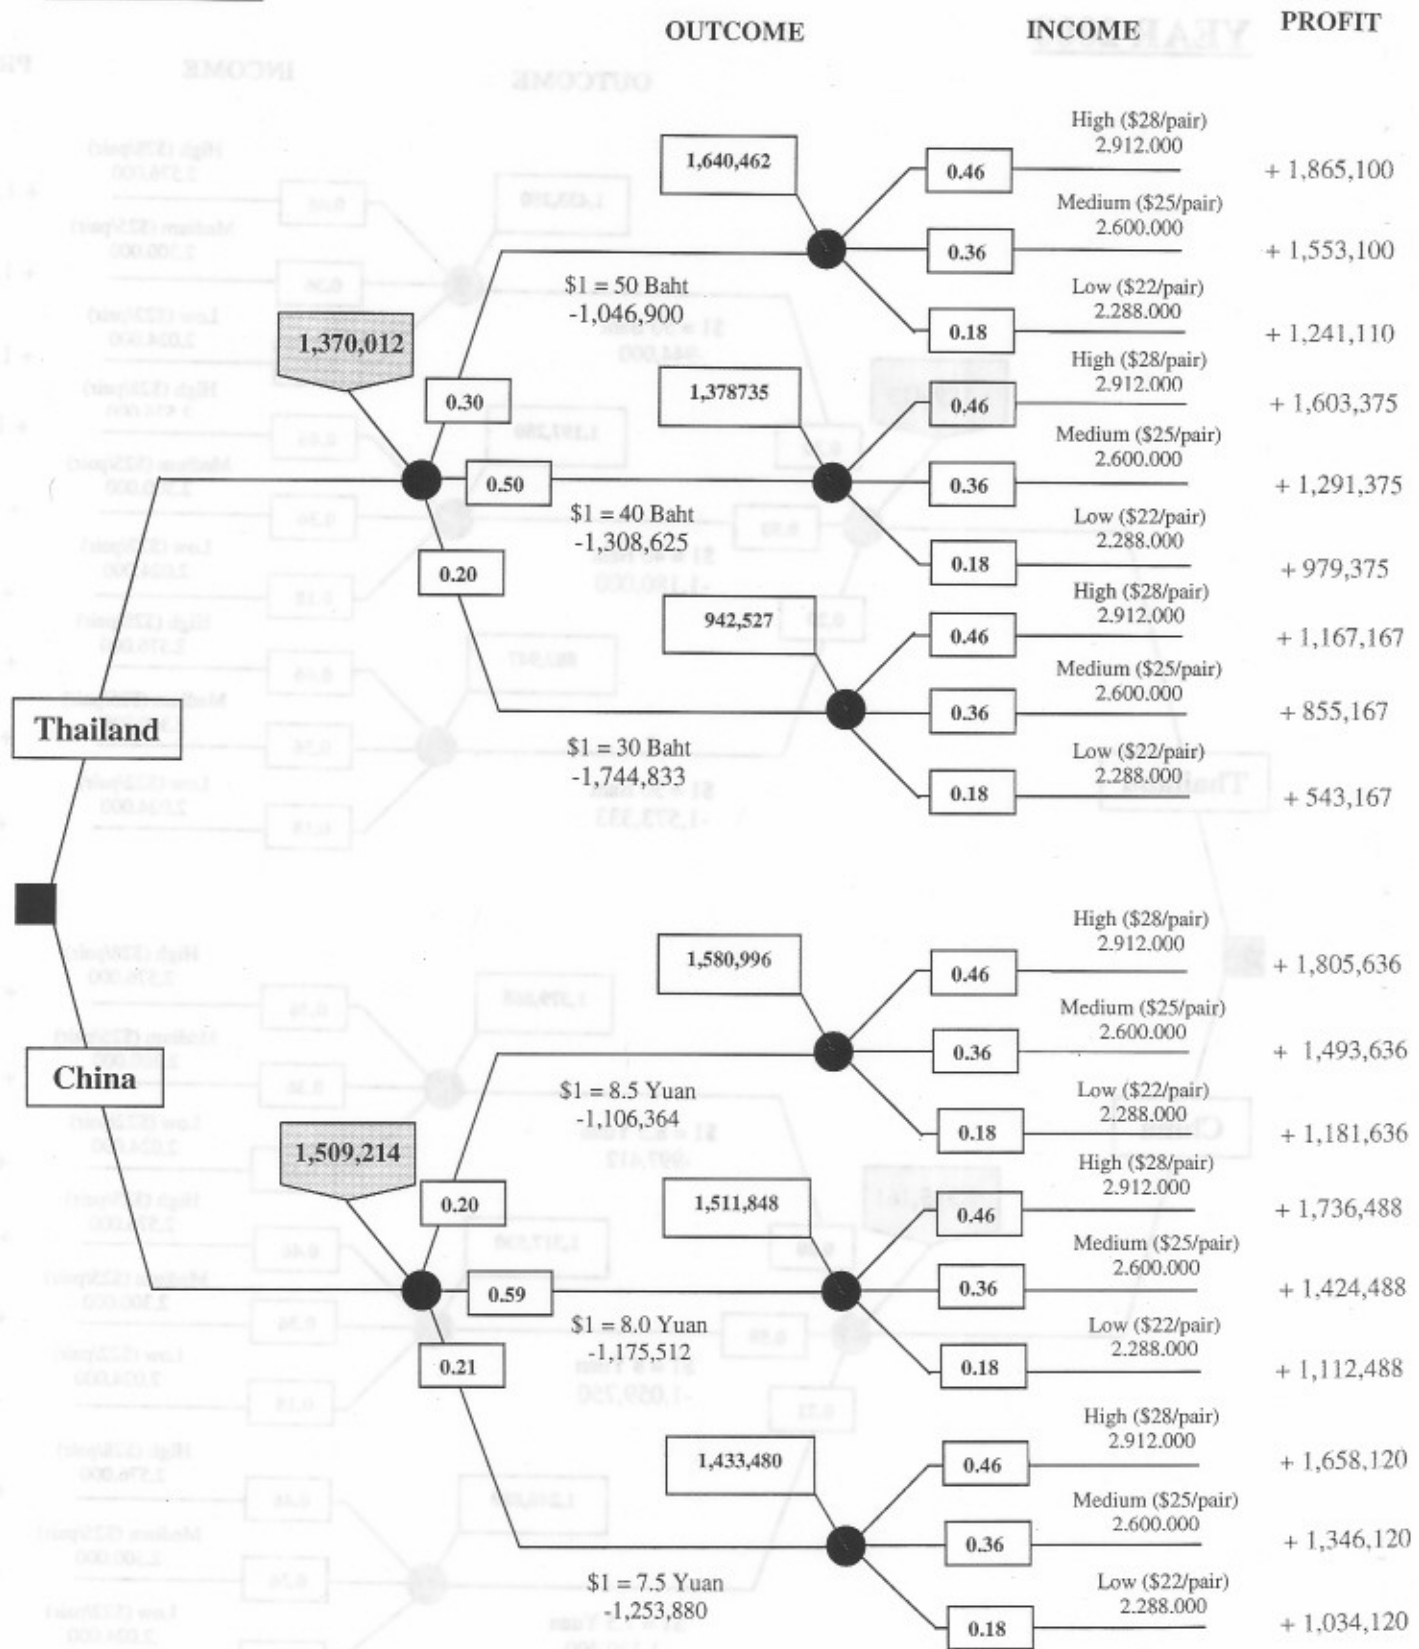 OUTCOME
INCOME
PROFIT
High ($28/pair)
2.912.000
1,640,462
0.46
+ 1,865,100
Medium ($25/pair)
2.600.000
0.36
+ 1,553,100
$1 = 50 Baht
-1,046,900
Low ($22/pair)
2.288.000
0.18
+ 1,241,110
1,370,012
0.30
High ($28/pair)
2.912.000
1,378735
0.46
+ 1,603,375
Medium ($25/pair)
2.600.000
0.50
0.36
+ 1,291,375
$1 = 40 Baht
-1,308,625
Low ($22/pair)
2.288.000
0.18
+ 979,375
0.20
High ($28/pair)
2.912.000
942,527
0.46
+ 1,167,167
Medium ($25/pair)
2.600.000
0.36
+ 855,167
Thailand
$1 = 30 Baht
-1,744,833
Low ($22/pair)
2.288.000
0.18
+ 543,167
High ($28/pair)
2.912.000
1,580,996
0.46
+ 1,805,636
Medium ($25/pair)
2.600.000
0.36
+ 1,493,636
China
$1 = 8.5 Yuan
-1,106,364
Low ($22/pair)
2.288.000
0.18
+ 1,181,636
1,509,214
0.20
High ($28/pair)
2.912.000
1,511,848
0.46
+ 1,736,488
Medium ($25/pair)
2.600.000
0.59
0.36
+ 1,424,488
$1 = 8.0 Yuan
-1,175,512
Low ($22/pair)
2.288.000
0.18
+ 1,112,488
0.21
High ($28/pair)
2.912.000
1,433,480
0.46
+ 1,658,120
Medium ($25/pair)
2.600.000
0.36
+ 1,346,120
$1 = 7.5 Yuan
-1,253,880
Low ($22/pair)
2.288.000
0.18
+ 1,034,120